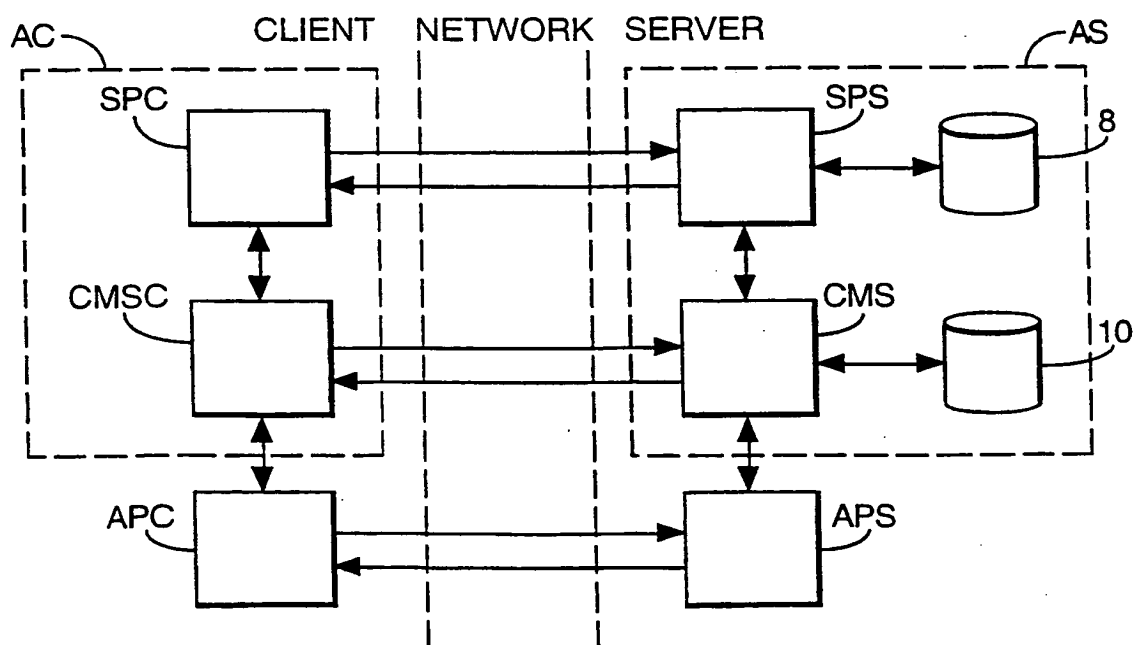 AC CLIENT NETWORK SERVER AS
SPC SPS 8
CMSC CMS 10
APC APS